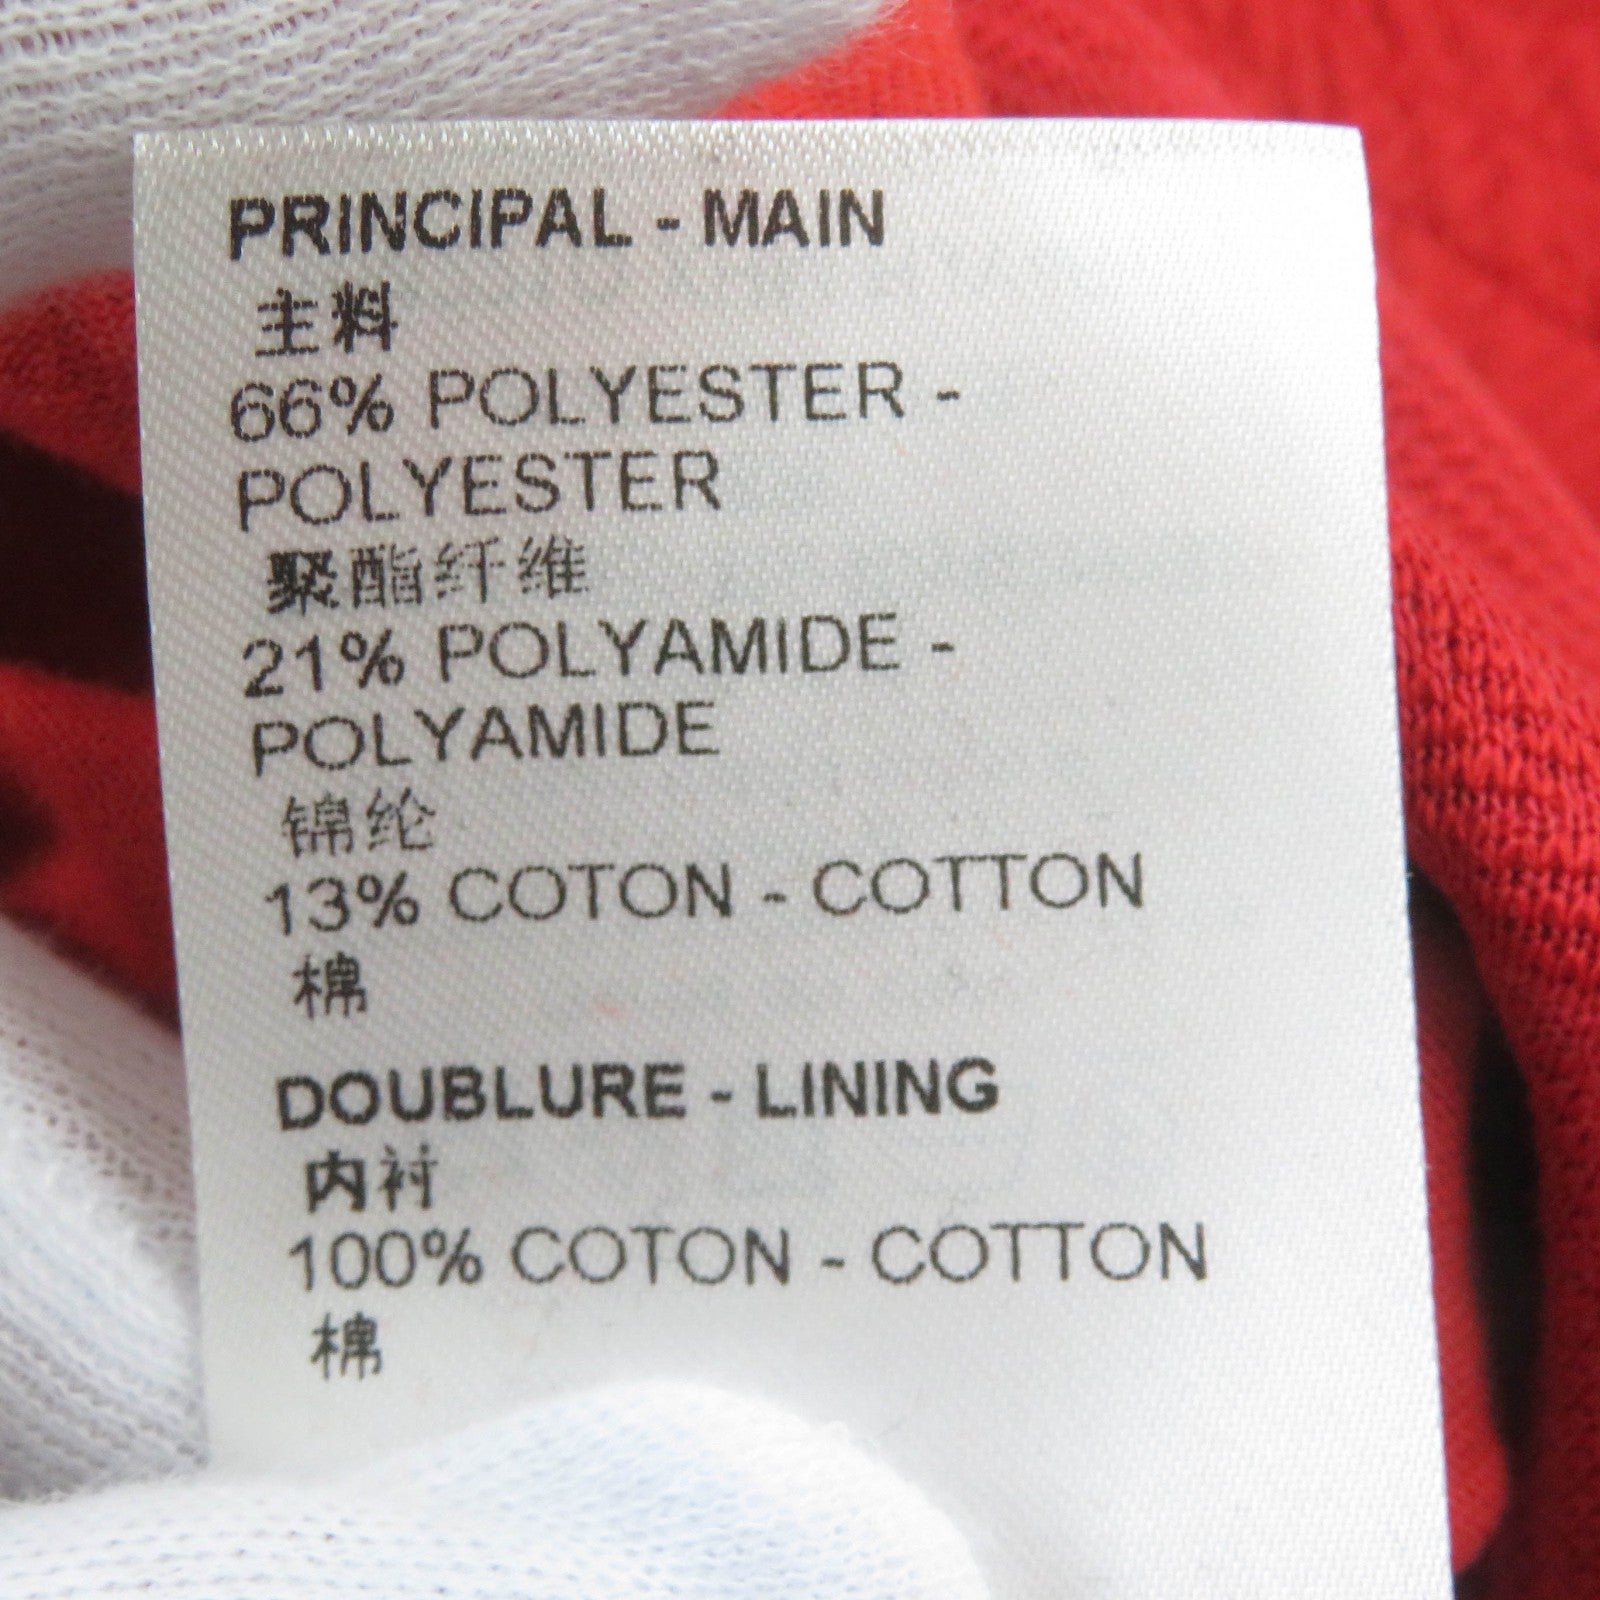 PRINCIPAL - MAIN
主料
66% POLYESTER -
POLYESTER
聚酯纤维
21% POLYAMIDE -
POLYAMIDE
锦纶
13% COTON - COTTON
棉
DOUBLURE - LINING
内衬
100% COTON - COTTON
棉